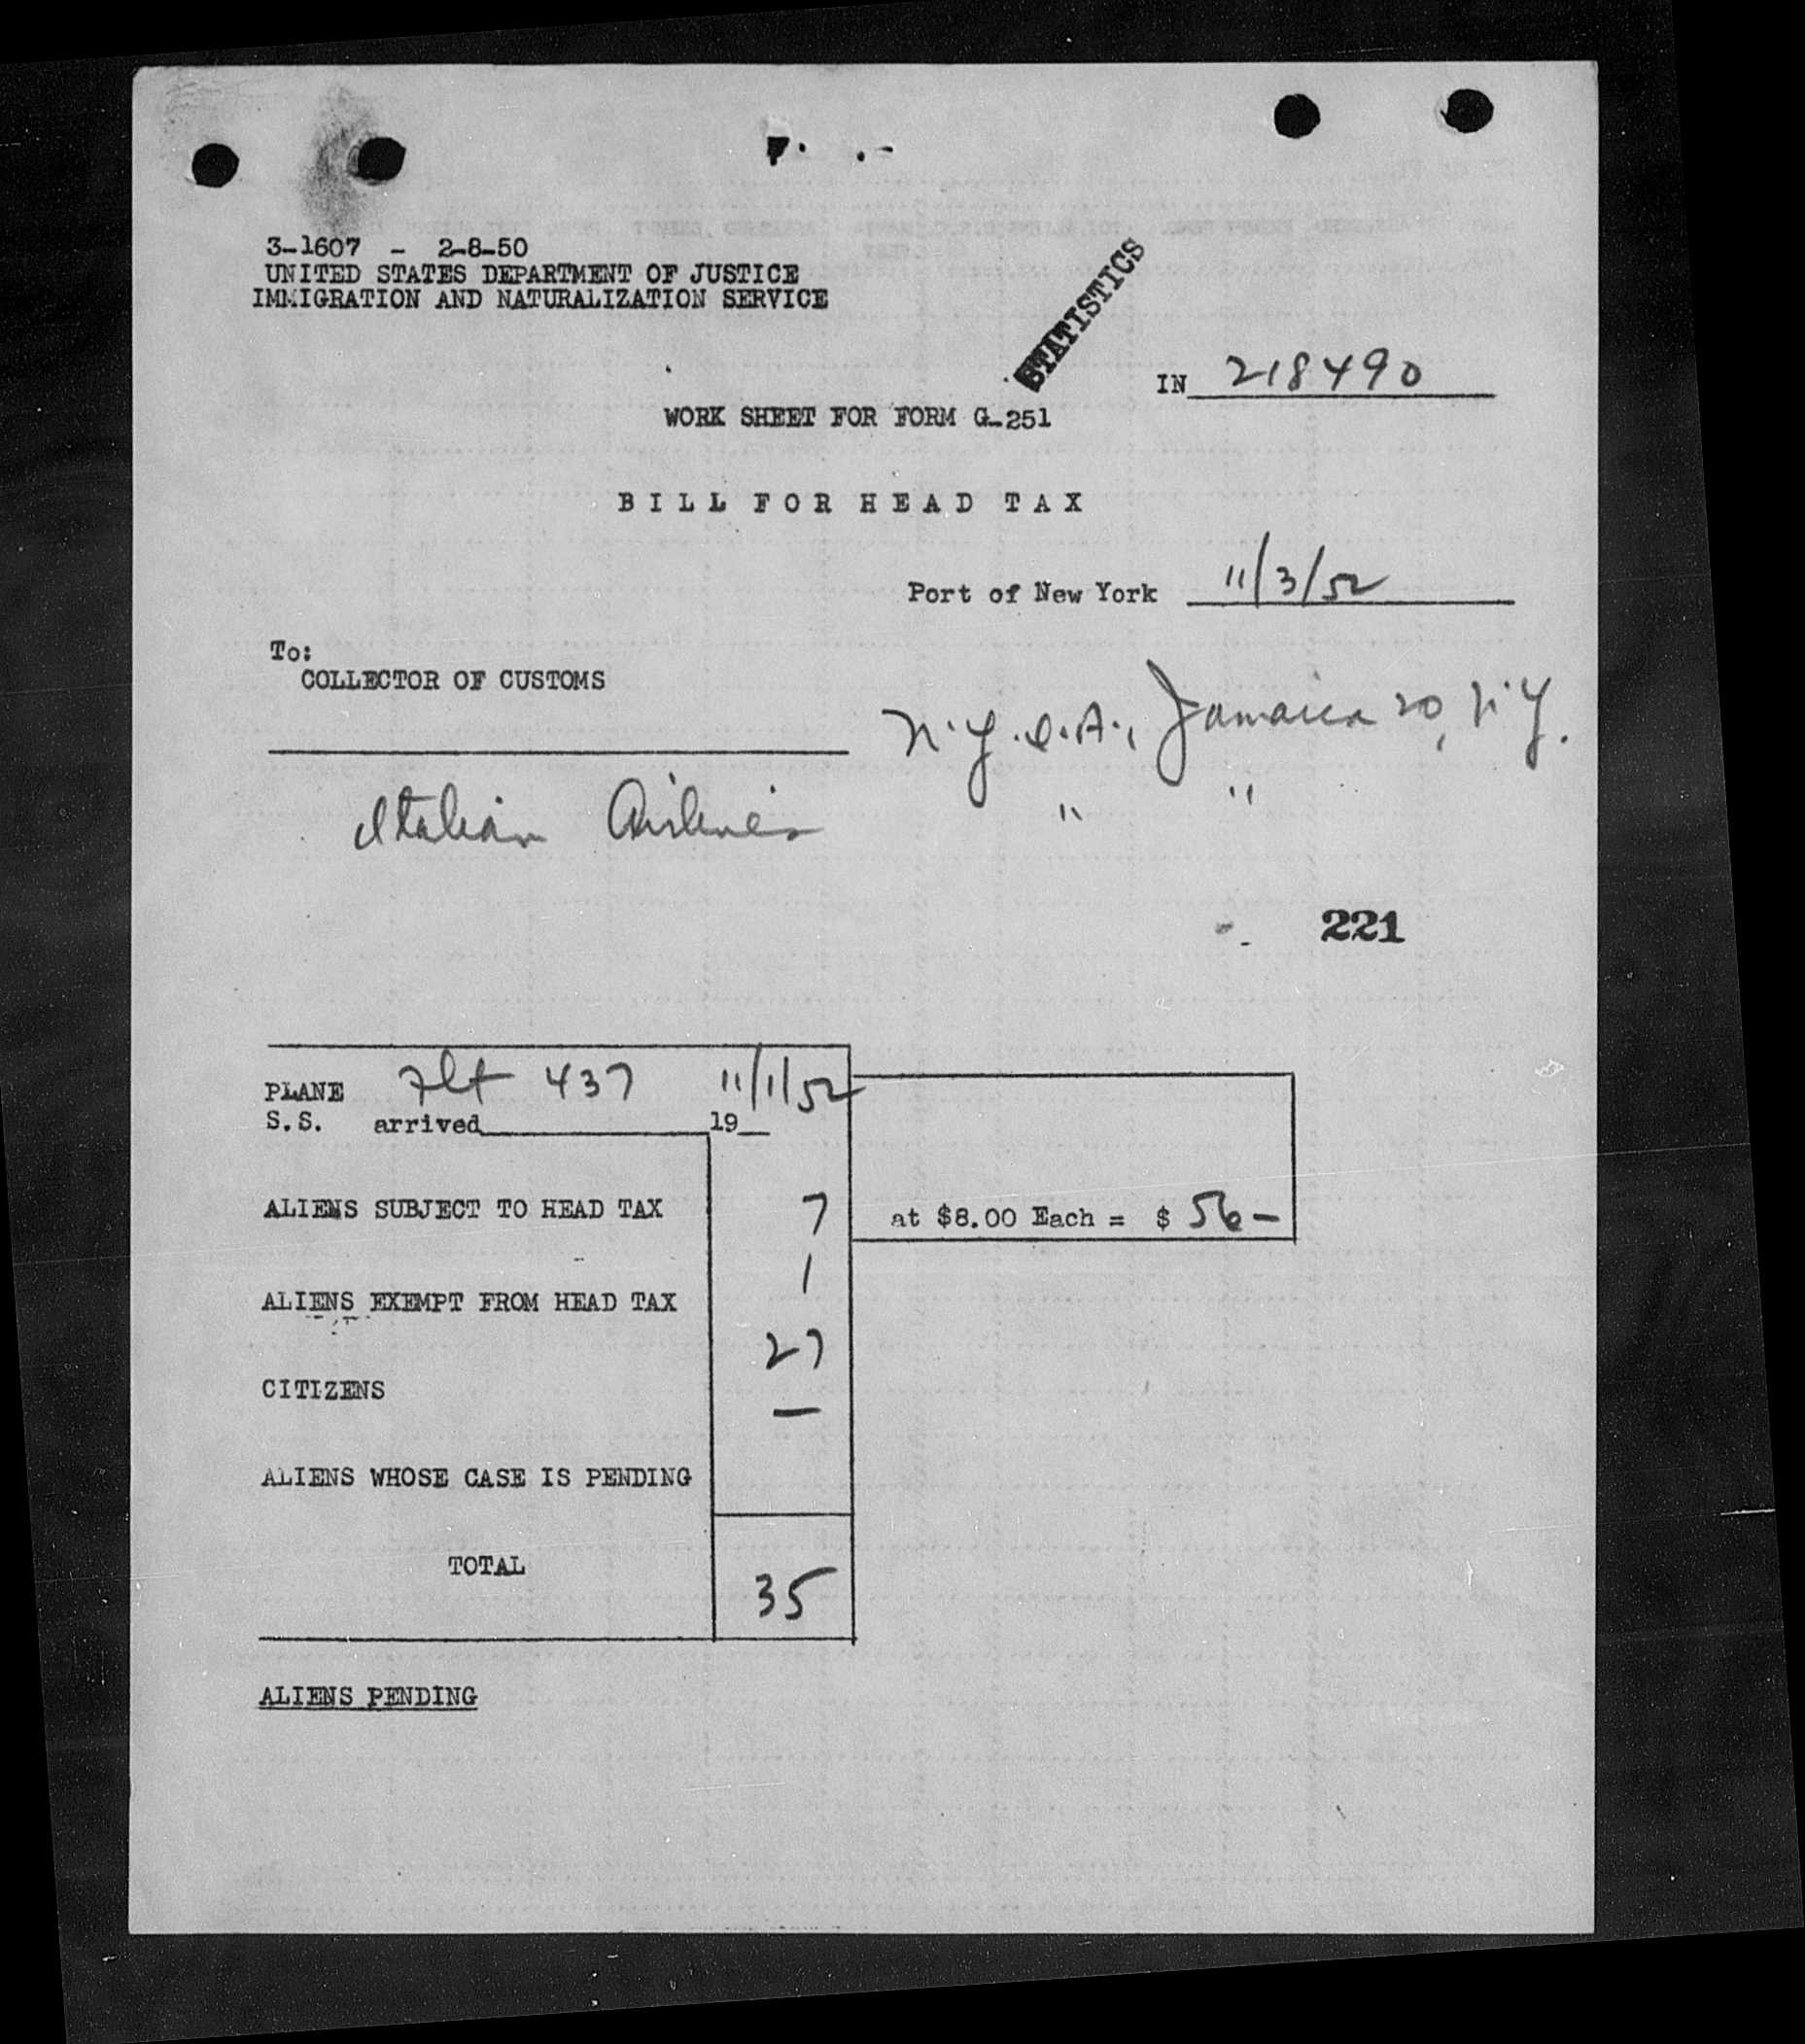 3-1607 - 2-8-50
UNITED STATES DEPARTMENT OF JUSTICE
IMMIGRATION AND NATURALIZATION SERVICE
STATISTICS
IN 218490
WORK SHEET FOR FORM G-251
BILL FOR HEAD TAX
Port of New York 11/3/52
To:
COLLECTOR OF CUSTOMS
N.Y.I.A., Jamaica 20, N.Y.
Italian Airlines " "
221
PLANE Flt 437 11/1/52
S.S. arrived 19
ALIENS SUBJECT TO HEAD TAX 7 at $8.00 Each = $ 56 —
ALIENS EXEMPT FROM HEAD TAX 1
CITIZENS 27
ALIENS WHOSE CASE IS PENDING —
TOTAL 35
ALIENS PENDING